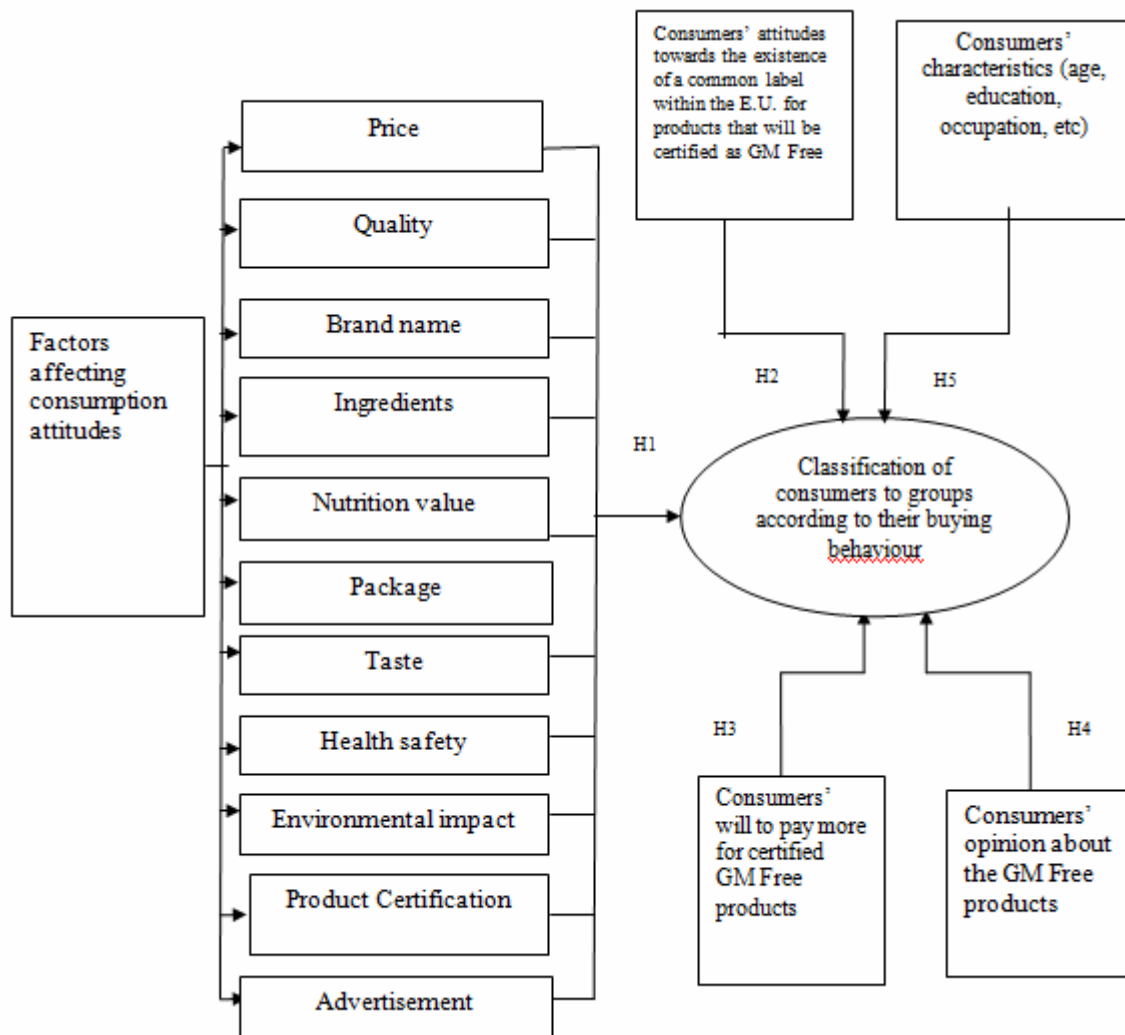 Factors
affecting
consumption
attitudes
Price
Quality
Brand name
Ingredients
Nutrition value
Package
Taste
Health safety
Environmental impact
Product Certification
Advertisement
H1
Consumers’ attitudes
towards the existence
of a common label
within the E.U. for
products that will be
certified as GM Free
Consumers’
characteristics (age,
education,
occupation, etc)
H2
H5
Classification of
consumers to groups
according to their buying
behaviour
H3
H4
Consumers’
will to pay more
for certified
GM Free
products
Consumers’
opinion about
the GM Free
products